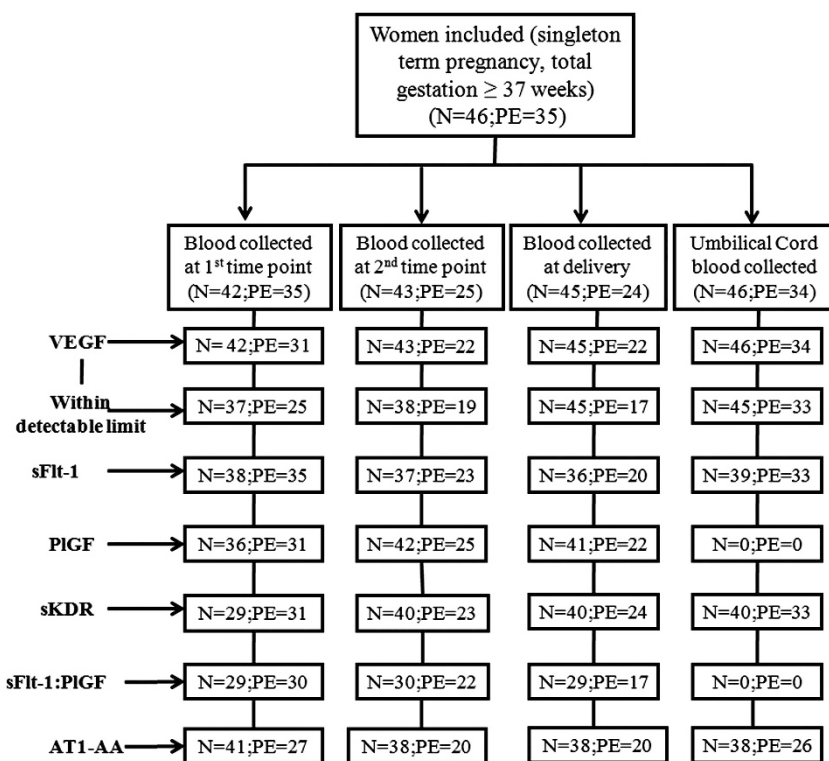 Women included (singleton
term pregnancy, total
gestation ≥ 37 weeks)
(N=46;PE=35)
Blood collected
at 1st time point
(N=42;PE=35)
Blood collected
at 2nd time point
(N=43;PE=25)
Blood collected
at delivery
(N=45;PE=24)
Umbilical Cord
blood collected
(N=46;PE=34)
VEGF
N= 42;PE=31
N=43;PE=22
N=45;PE=22
N=46;PE=34
Within
detectable limit
N=37;PE=25
N=38;PE=19
N=45;PE=17
N=45;PE=33
sFlt-1
N=38;PE=35
N=37;PE=23
N=36;PE=20
N=39;PE=33
PlGF
N=36;PE=31
N=42;PE=25
N=41;PE=22
N=0;PE=0
sKDR
N=29;PE=31
N=40;PE=23
N=40;PE=24
N=40;PE=33
sFlt-1:PlGF
N=29;PE=30
N=30;PE=22
N=29;PE=17
N=0;PE=0
AT1-AA
N=41;PE=27
N=38;PE=20
N=38;PE=20
N=38;PE=26